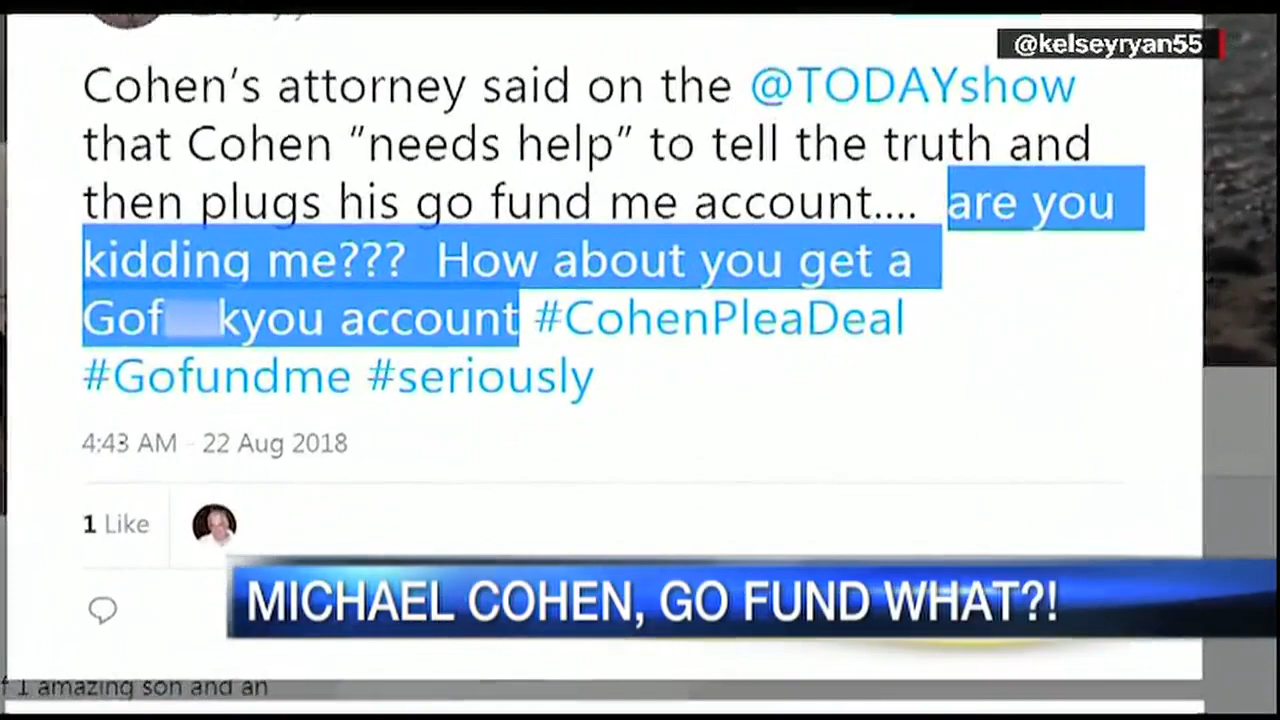 @kelseyryan55
Cohen's attorney said on the @TODAYshow
that Cohen "needs help" to tell the truth and
then plugs his go fund me account.... are you
kidding me??? How about you get a
Gof kyou account #CohenPleaDeal
#Gofundme #seriously
4:43 AM - 22 Aug 2018
1 Like
MICHAEL COHEN, GO FUND WHAT?!
f 1 amazing son and an